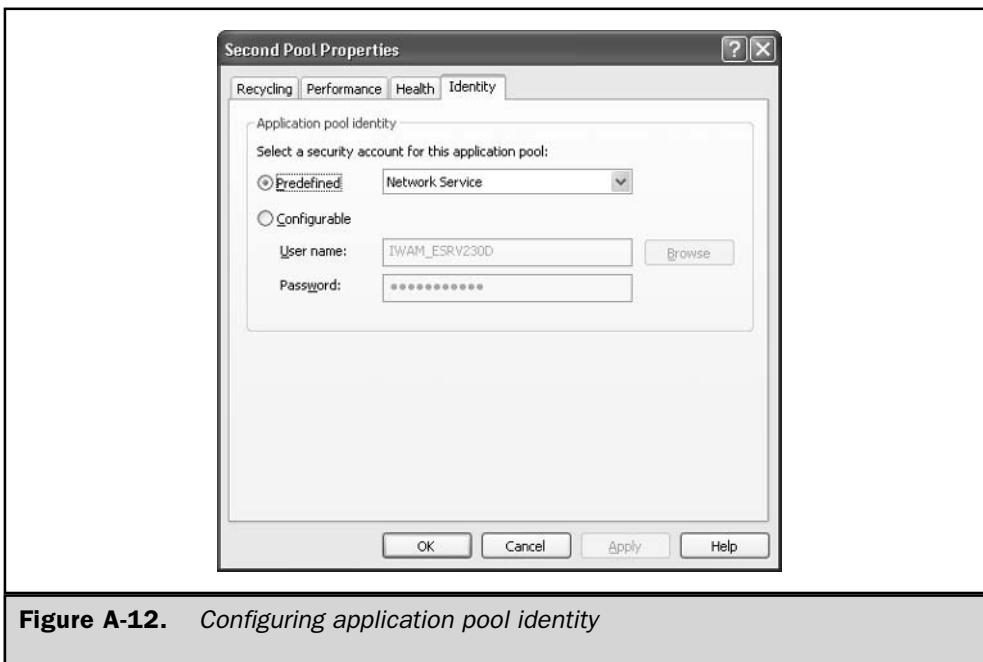 Second Pool Properties
Recycling Performance Health Identity
Application pool identity
Select a security account for this application pool:
Predefined Network Service
Configurable
User name: IWAM_ESRV230D Browse
Password: ●●●●●●●●●●●
OK Cancel Apply Help
Figure A-12. Configuring application pool identity